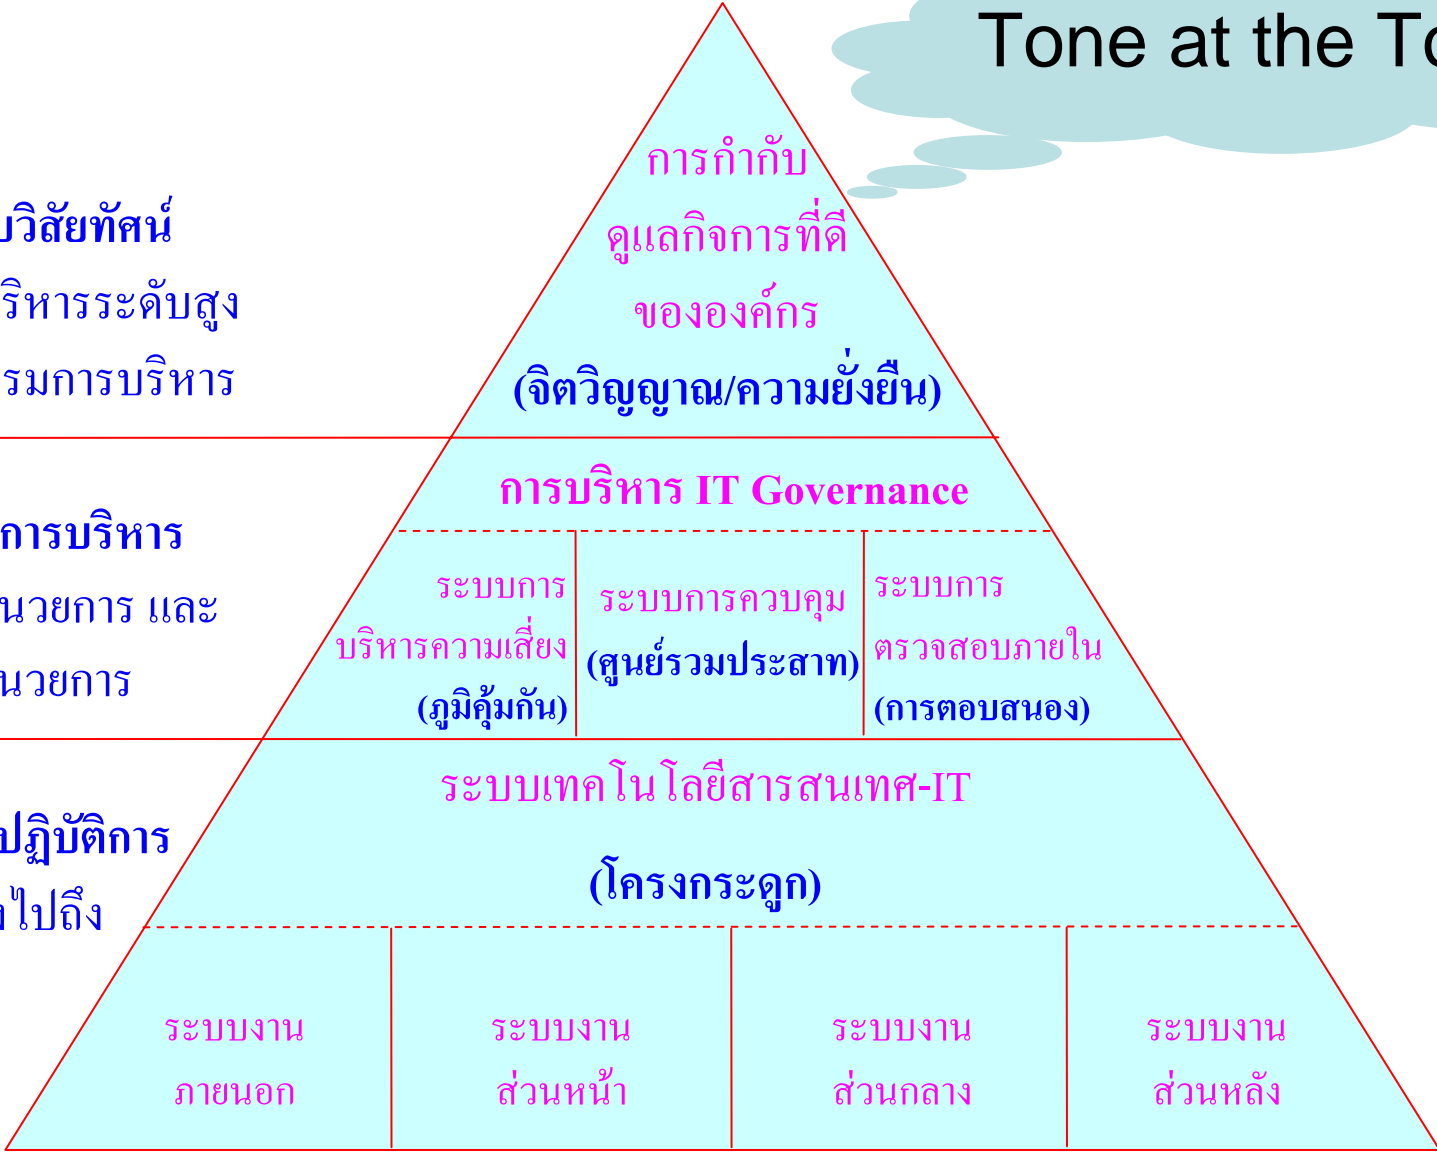 Tone at the To
การกำกับ
ดูแลกิจการที่ดี
ขององค์กร
(จิตวิญญาณ/ความยั่งยืน)
บวิสัยทัศน์
ริหารระดับสูง
รมการบริหาร
การบริหาร IT Governance
การบริหาร
นวยการ และ
นวยการ
ระบบการ
บริหารความเสี่ยง
(ภูมิคุ้มกัน)
ระบบการควบคุม
(ศูนย์รวมประสาท)
ระบบการ
ตรวจสอบภายใน
(การตอบสนอง)
ระบบเทคโนโลยีสารสนเทศ-IT
(โครงกระดูก)
ปฏิบัติการ
งไปถึง
ระบบงาน
ภายนอก
ระบบงาน
ส่วนหน้า
ระบบงาน
ส่วนกลาง
ระบบงาน
ส่วนหลัง